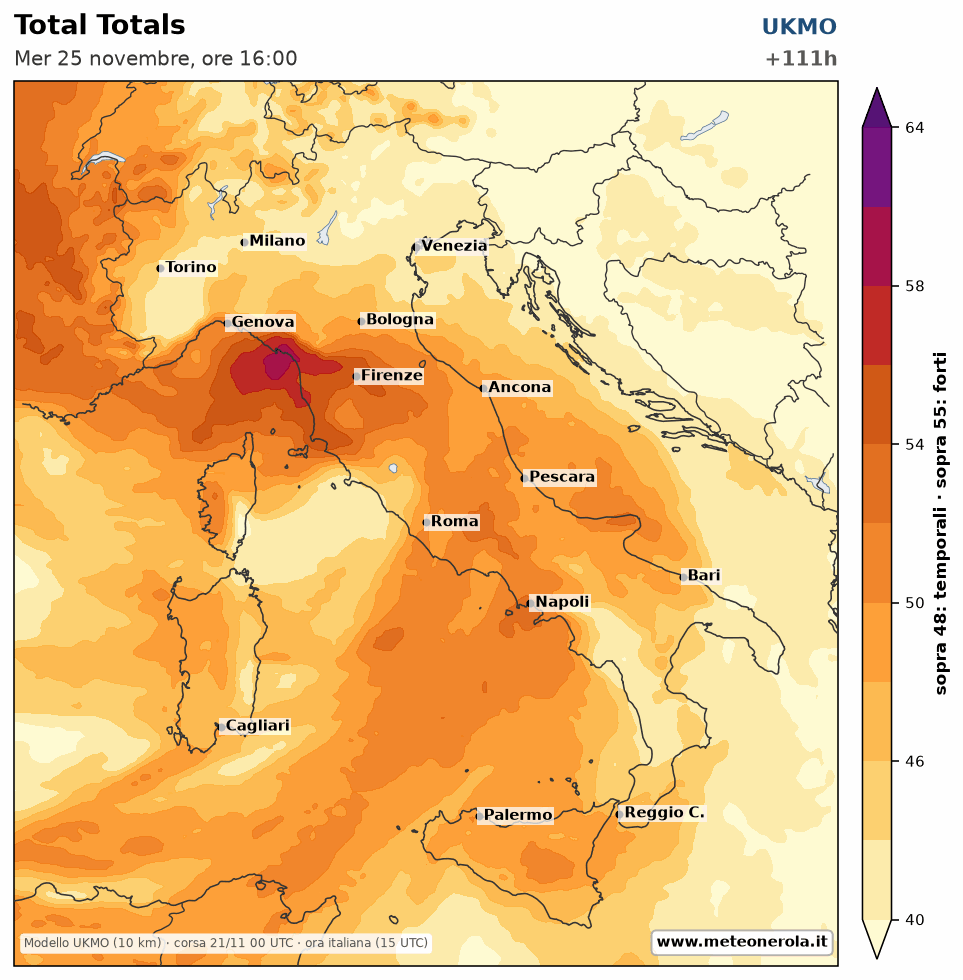 Total Totals
UKMO
Mer 25 novembre, ore 16:00
+111h
Milano
Venezia
Torino
Genova
Bologna
Firenze
Ancona
Pescara
Roma
Bari
Napoli
Cagliari
Palermo
Reggio C.
64
58
54
50
46
40
sopra 48: temporali · sopra 55: forti
Modello UKMO (10 km) · corsa 21/11 00 UTC · ora italiana (15 UTC)
www.meteonerola.it